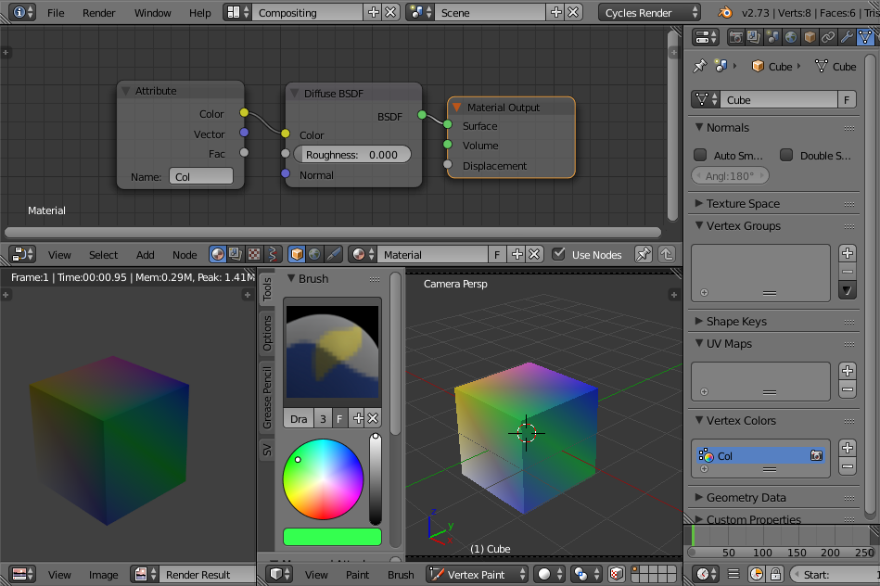 File Render Window Help Compositing Scene Cycles Render v2.73 | Verts:8 | Faces:6 | Tris
Attribute
Color
Vector
Fac
Name: Col
Diffuse BSDF
BSDF
Color
Roughness: 0.000
Normal
Material Output
Surface
Volume
Displacement
Material
View Select Add Node Material F Use Nodes
Cube Cube
Cube F
Normals
Auto Sm... Double S...
Angl:180°
Texture Space
Vertex Groups
Shape Keys
UV Maps
Vertex Colors
Col
Geometry Data
Custom Properties
Frame:1 | Time:00:00.95 | Mem:0.29M, Peak: 1.41M
Tools
Options
Grease Pencil
SV
Brush
Dra 3 F
Camera Persp
z
y
x
(1) Cube
0 50 100 150 200 250
View Image Render Result
View Paint Brush Vertex Paint
Start: